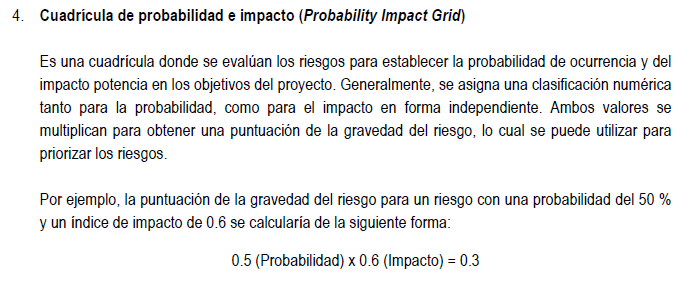 4. Cuadrícula de probabilidad e impacto (Probability Impact Grid)
Es una cuadrícula donde se evalúan los riesgos para establecer la probabilidad de ocurrencia y del
impacto potencia en los objetivos del proyecto. Generalmente, se asigna una clasificación numérica
tanto para la probabilidad, como para el impacto en forma independiente. Ambos valores se
multiplican para obtener una puntuación de la gravedad del riesgo, lo cual se puede utilizar para
priorizar los riesgos.
Por ejemplo, la puntuación de la gravedad del riesgo para un riesgo con una probabilidad del 50 %
y un índice de impacto de 0.6 se calcularía de la siguiente forma:
0.5 (Probabilidad) x 0.6 (Impacto) = 0.3